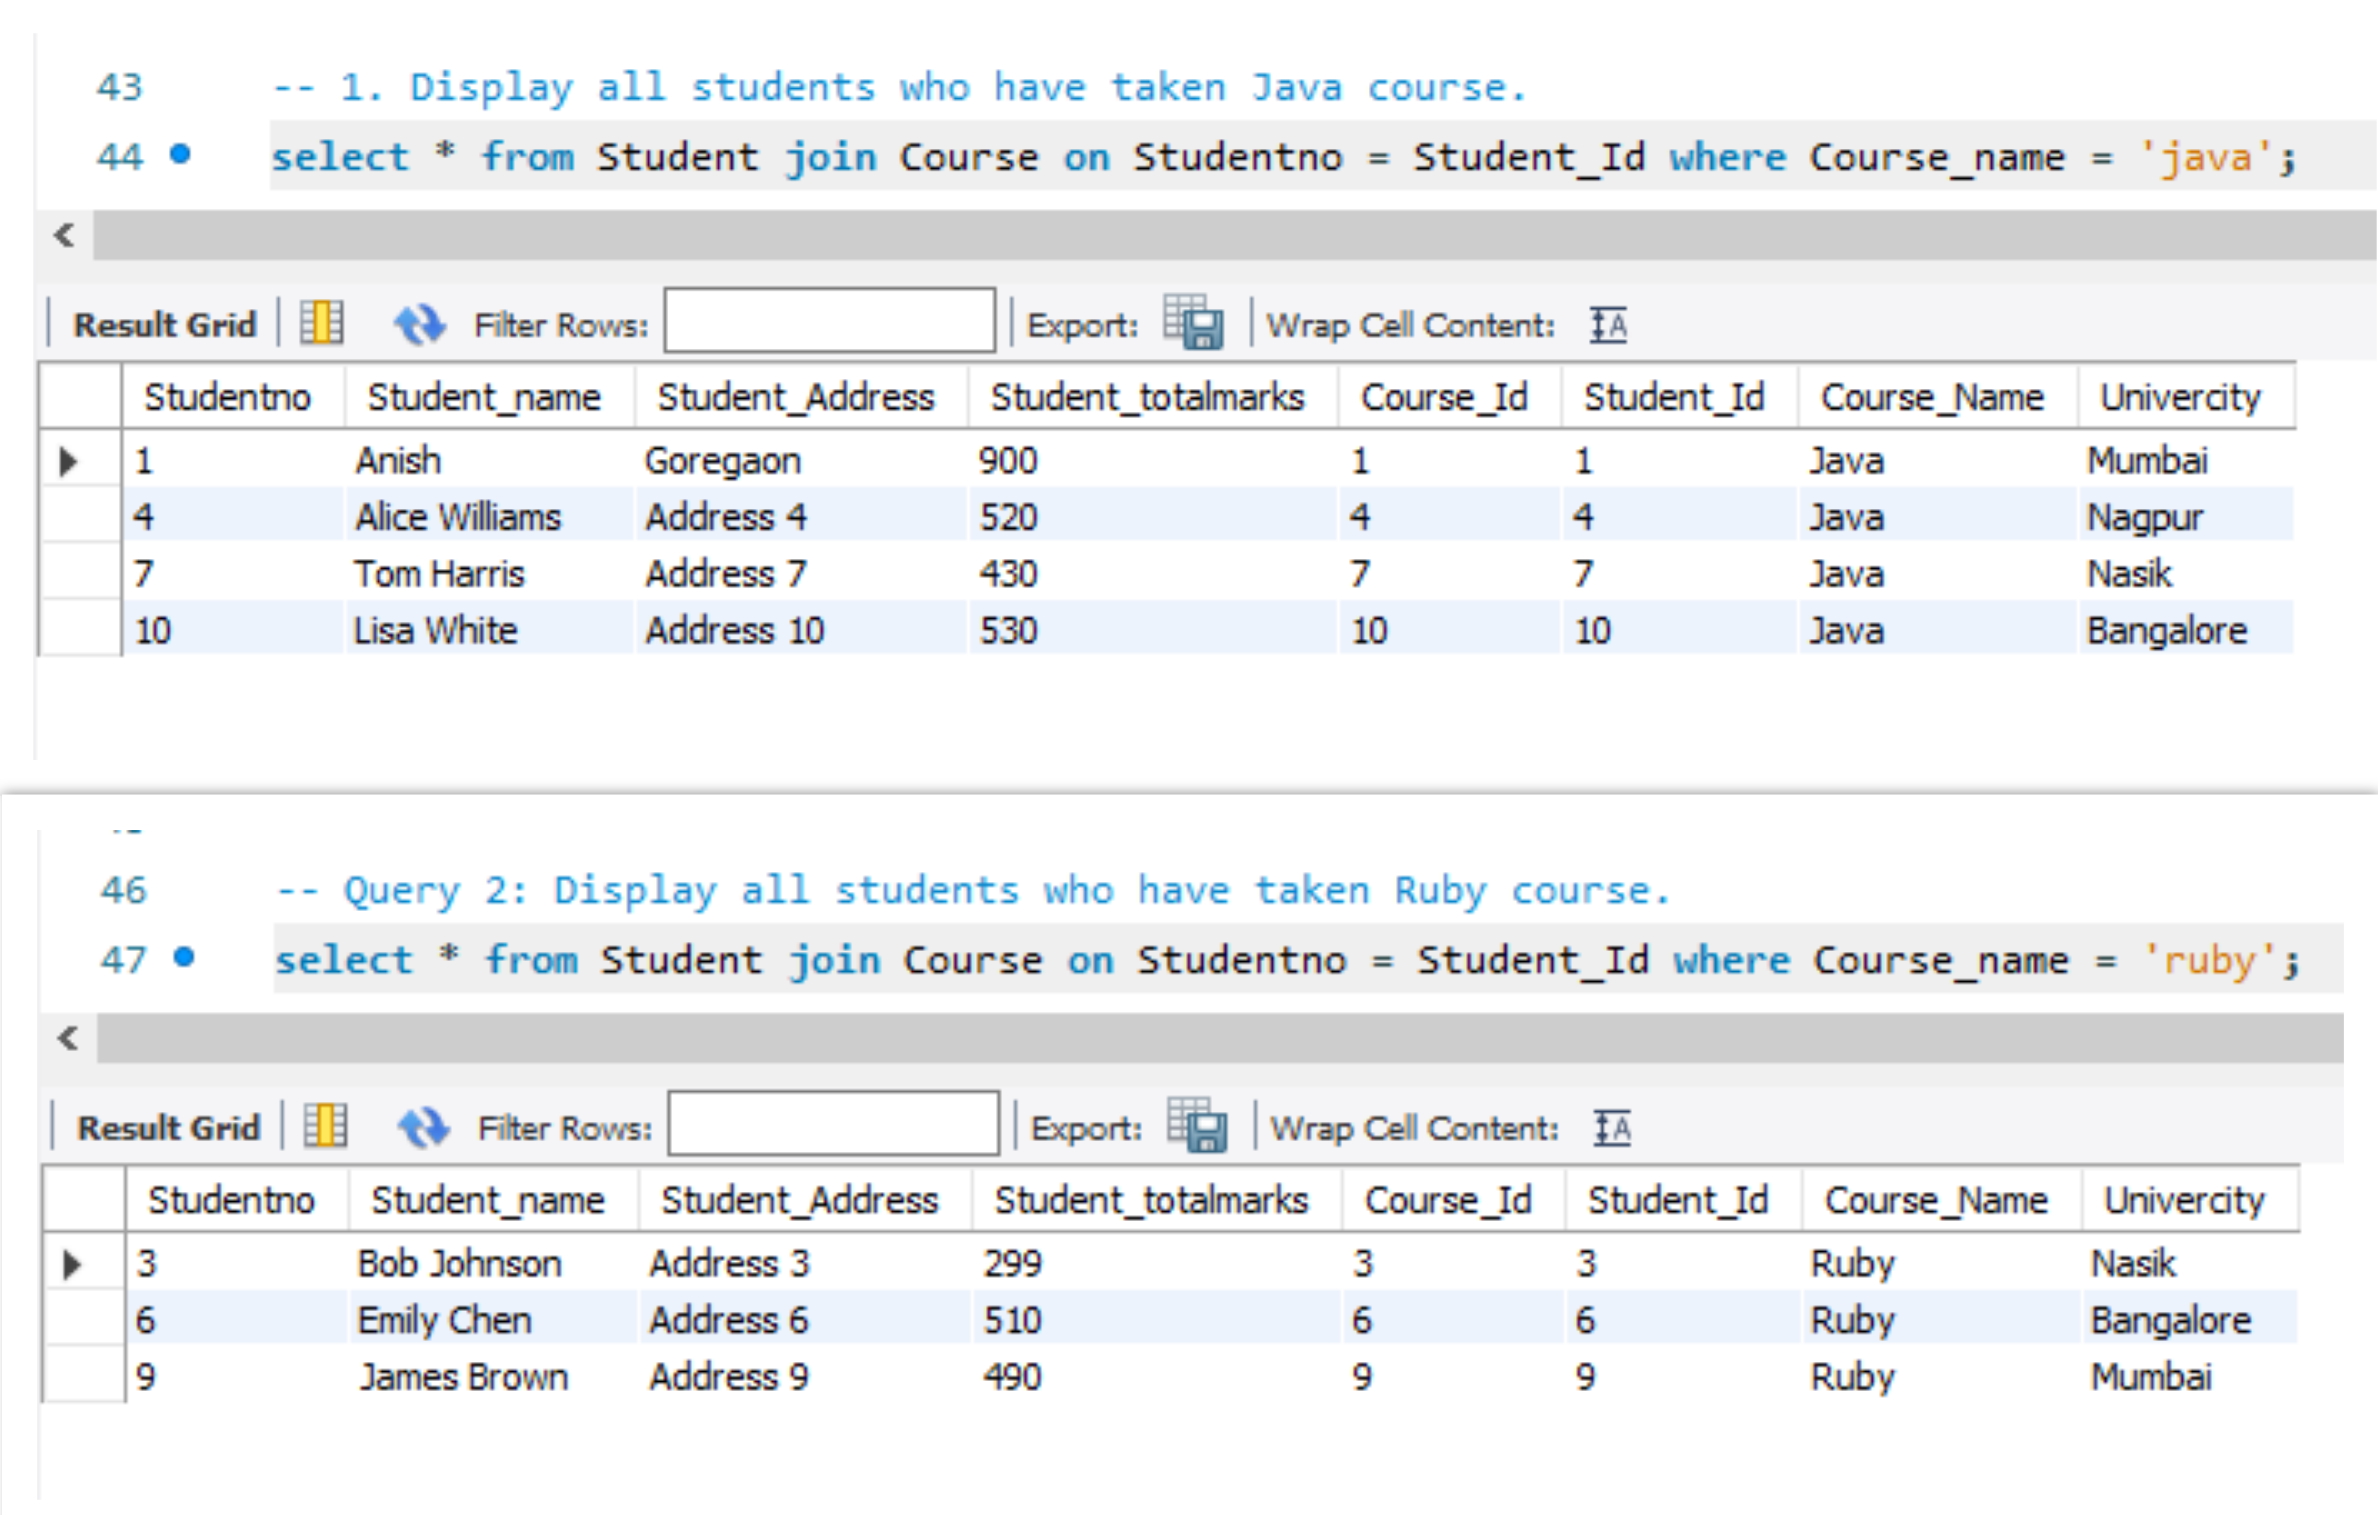 43 -- 1. Display all students who have taken Java course.
44 select * from Student join Course on Studentno = Student_Id where Course_name = 'java';
Result Grid Filter Rows: Export: Wrap Cell Content:
Studentno Student_name Student_Address Student_totalmarks Course_Id Student_Id Course_Name Univercity
1 Anish Goregaon 900 1 1 Java Mumbai
4 Alice Williams Address 4 520 4 4 Java Nagpur
7 Tom Harris Address 7 430 7 7 Java Nasik
10 Lisa White Address 10 530 10 10 Java Bangalore
46 -- Query 2: Display all students who have taken Ruby course.
47 select * from Student join Course on Studentno = Student_Id where Course_name = 'ruby';
Result Grid Filter Rows: Export: Wrap Cell Content:
Studentno Student_name Student_Address Student_totalmarks Course_Id Student_Id Course_Name Univercity
3 Bob Johnson Address 3 299 3 3 Ruby Nasik
6 Emily Chen Address 6 510 6 6 Ruby Bangalore
9 James Brown Address 9 490 9 9 Ruby Mumbai